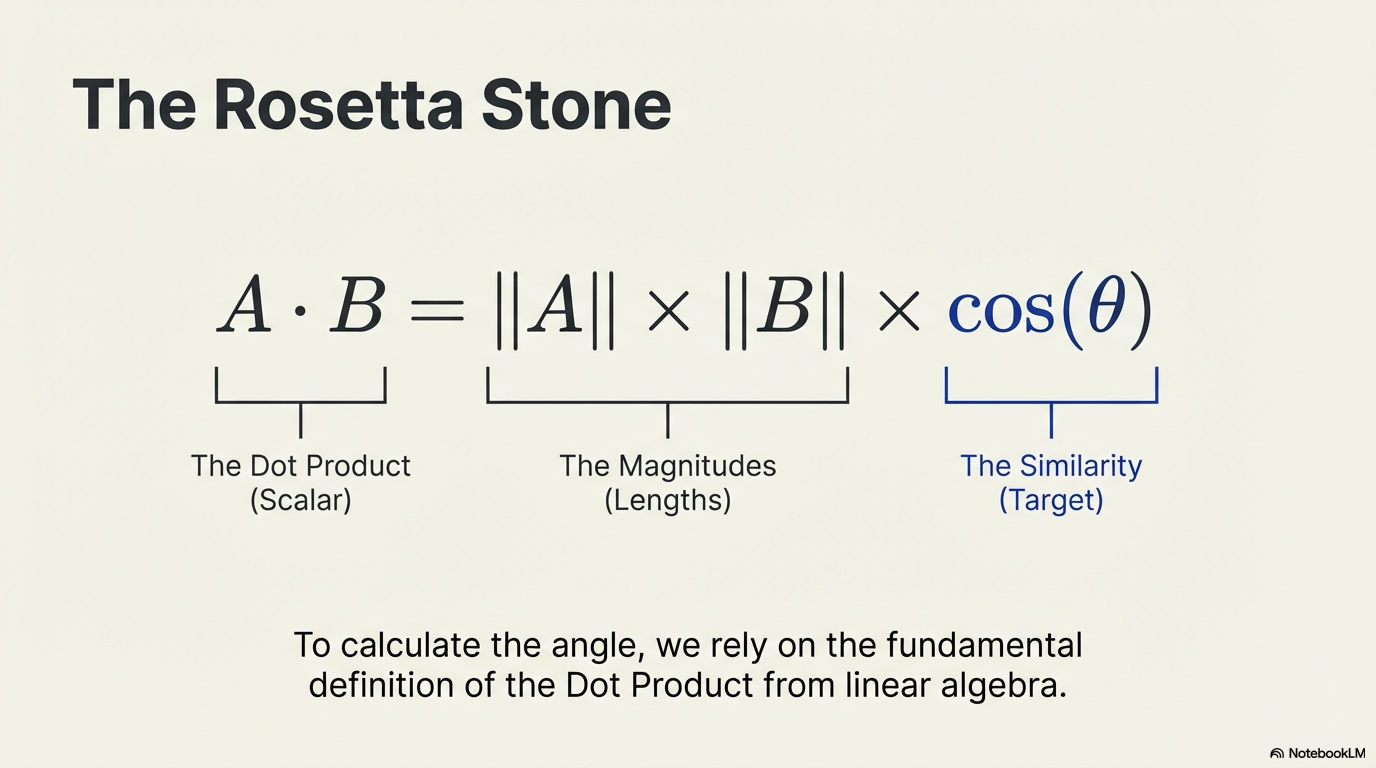 The Rosetta Stone
A · B = ||A|| × ||B|| × cos(θ)
The Dot Product
(Scalar)
The Magnitudes
(Lengths)
The Similarity
(Target)
To calculate the angle, we rely on the fundamental
definition of the Dot Product from linear algebra.
NotebookLM